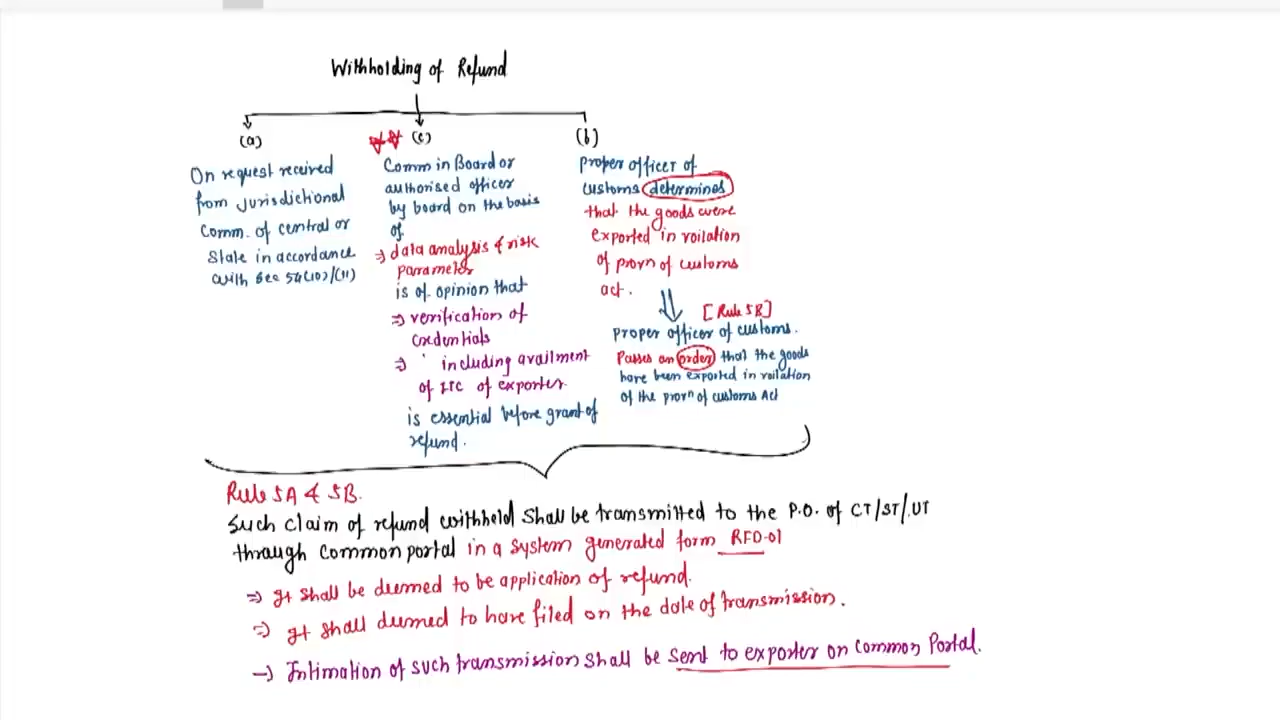 Withholding of Refund
(a)
On request received
from jurisdictional
Comm. of central or
State in accordance
with sec 54(10)/(11)
** (c)
Comm in Board or
authorised officer
by board on the basis
of
⇒ data analysis & risk
parameter
is of opinion that
⇒ verification of
credentials
⇒ including availment
of ITC of exporter
is essential before grant of
refund.
(b)
proper officer of
customs determines
that the goods were
exported in voilation
of provn of customs
act.
[Rule 5B]
proper officer of customs.
Passes an order that the goods
have been exported in voilation
of the provn of customs Act
Rule 5A & 5B.
Such claim of refund withheld shall be transmitted to the P.O. of CT/ST/UT
through common portal in a system generated form RFD-01
⇒ It shall be deemed to be application of refund.
⇒ It shall deemed to have filed on the date of transmission.
→ Intimation of such transmission shall be sent to exporter on common Portal.